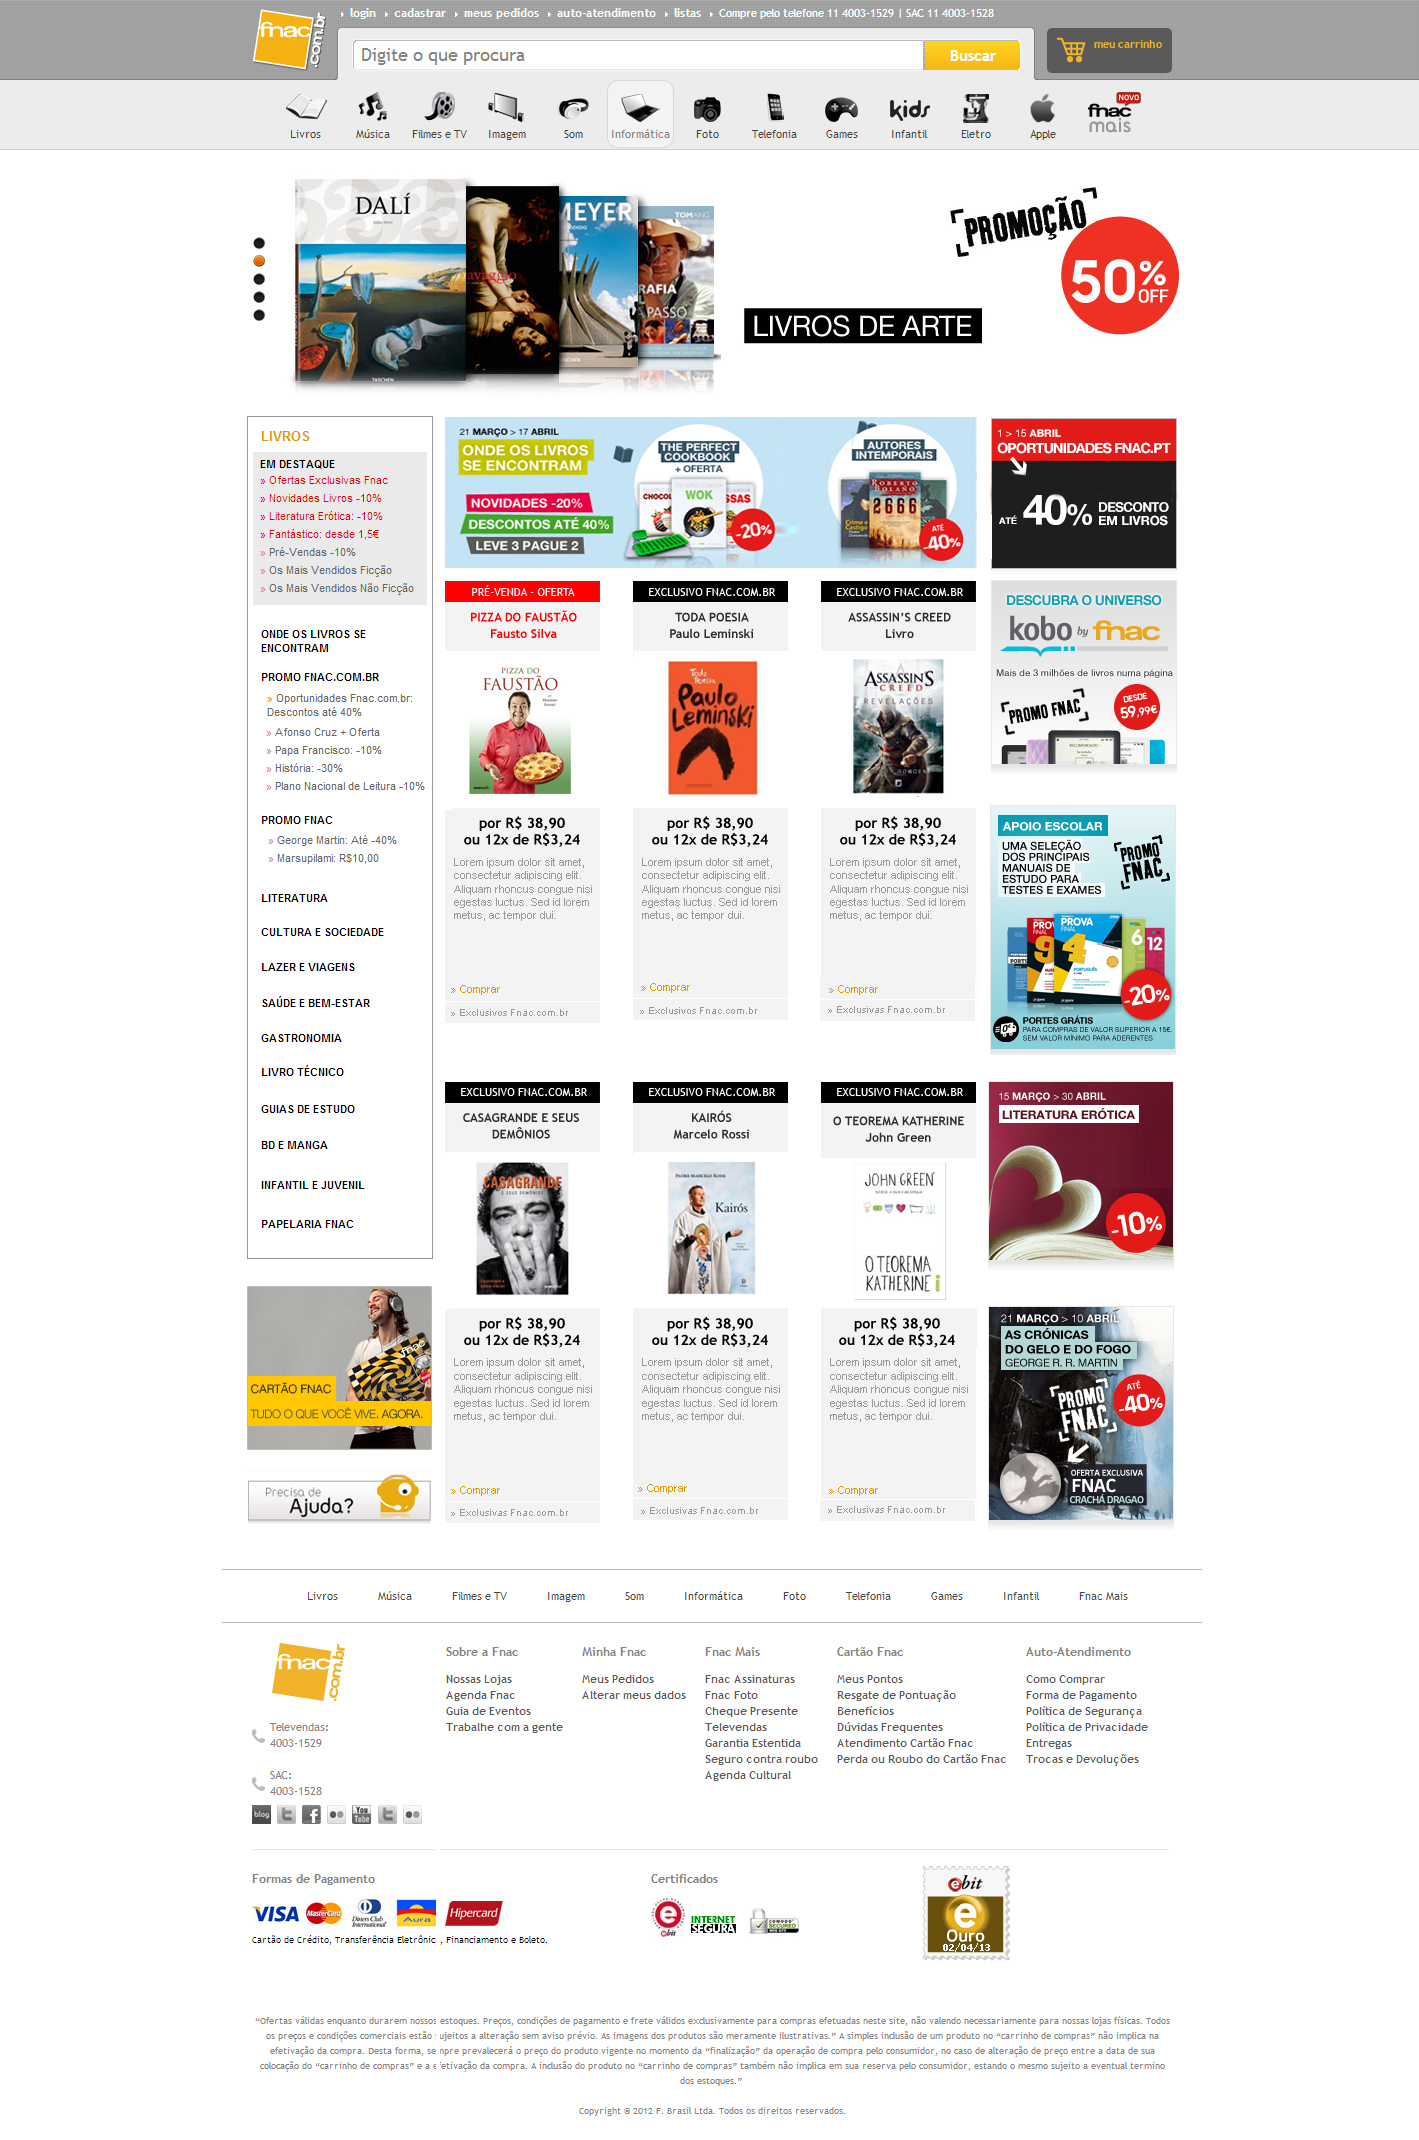 fnac
.com.br
login cadastrar meus pedidos auto-atendimento listas Compre pelo telefone 11 4003-1529 | SAC 11 4003-1528
Digite o que procura
Buscar
meu carrinho
Livros Música Filmes e TV Imagem Som Informática Foto Telefonia Games Infantil Eletro Apple
kids
NOVO
fnac
mais
DALÍ
TASCHEN
MEYER
TOM ANG
PASSO
LIVROS DE ARTE
PROMOÇÃO
50%
OFF
LIVROS
EM DESTAQUE
» Ofertas Exclusivas Fnac
» Novidades Livros -10%
» Literatura Erótica: -10%
» Fantástico: desde 1,5€
» Pré-Vendas -10%
» Os Mais Vendidos Ficção
» Os Mais Vendidos Não Ficção
ONDE OS LIVROS SE
ENCONTRAM
PROMO FNAC.COM.BR
» Oportunidades Fnac.com.br:
Descontos até 40%
» Afonso Cruz + Oferta
» Papa Francisco: -10%
» História: -30%
» Plano Nacional de Leitura -10%
PROMO FNAC
» George Martin: Até -40%
» Marsupilami: R$10,00
LITERATURA
CULTURA E SOCIEDADE
LAZER E VIAGENS
SAÚDE E BEM-ESTAR
GASTRONOMIA
LIVRO TÉCNICO
GUIAS DE ESTUDO
BD E MANGA
INFANTIL E JUVENIL
PAPELARIA FNAC
CARTÃO FNAC
TUDO O QUE VOCÊ VIVE. AGORA.
Precisa de
Ajuda?
21 MARÇO > 17 ABRIL
ONDE OS LIVROS
SE ENCONTRAM
NOVIDADES -20%
DESCONTOS ATÉ 40%
LEVE 3 PAGUE 2
THE PERFECT
COOKBOOK
+ OFERTA
WOK
-20%
AUTORES
INTEMPORAIS
ROBERTO
BOLAÑO
2666
Crime e
Castigo
ATÉ
-40%
PRÉ-VENDA - OFERTA
PIZZA DO FAUSTÃO
Fausto Silva
PIZZA DO
FAUSTÃO
por R$ 38,90
ou 12x de R$3,24
Lorem ipsum dolor sit amet,
consectetur adipiscing elit.
Aliquam rhoncus congue nisi
egestas luctus. Sed id lorem
metus, ac tempor dui.
» Comprar
» Exclusivos Fnac.com.br
EXCLUSIVO FNAC.COM.BR
TODA POESIA
Paulo Leminski
Toda
Poesia
Paulo
Leminski
por R$ 38,90
ou 12x de R$3,24
Lorem ipsum dolor sit amet,
consectetur adipiscing elit.
Aliquam rhoncus congue nisi
egestas luctus. Sed id lorem
metus, ac tempor dui.
» Comprar
» Exclusivos Fnac.com.br
EXCLUSIVO FNAC.COM.BR
ASSASSIN'S CREED
Livro
ASSASSIN'S
CREED
REVELAÇÕES
por R$ 38,90
ou 12x de R$3,24
Lorem ipsum dolor sit amet,
consectetur adipiscing elit.
Aliquam rhoncus congue nisi
egestas luctus. Sed id lorem
metus, ac tempor dui.
» Comprar
» Exclusivas Fnac.com.br
EXCLUSIVO FNAC.COM.BR
CASAGRANDE E SEUS
DEMÔNIOS
CASAGRANDE
E SEUS DEMÔNIOS
por R$ 38,90
ou 12x de R$3,24
Lorem ipsum dolor sit amet,
consectetur adipiscing elit.
Aliquam rhoncus congue nisi
egestas luctus. Sed id lorem
metus, ac tempor dui.
» Comprar
» Exclusivas Fnac.com.br
EXCLUSIVO FNAC.COM.BR
KAIRÓS
Marcelo Rossi
PADRE MARCELO ROSSI
Kairós
por R$ 38,90
ou 12x de R$3,24
Lorem ipsum dolor sit amet,
consectetur adipiscing elit.
Aliquam rhoncus congue nisi
egestas luctus. Sed id lorem
metus, ac tempor dui.
» Comprar
» Exclusivas Fnac.com.br
EXCLUSIVO FNAC.COM.BR
O TEOREMA KATHERINE
John Green
JOHN GREEN
O TEOREMA
KATHERINE
por R$ 38,90
ou 12x de R$3,24
Lorem ipsum dolor sit amet,
consectetur adipiscing elit.
Aliquam rhoncus congue nisi
egestas luctus. Sed id lorem
metus, ac tempor dui.
» Comprar
» Exclusivas Fnac.com.br
1 > 15 ABRIL
OPORTUNIDADES FNAC.PT
ATÉ 40% DESCONTO
EM LIVROS
DESCUBRA O UNIVERSO
kobo by fnac
Mais de 3 milhões de livros numa página
PROMO FNAC
DESDE
59,99€
APOIO ESCOLAR
UMA SELEÇÃO
DOS PRINCIPAIS
MANUAIS DE
ESTUDO PARA
TESTES E EXAMES
PROMO
FNAC
PROVA
FINAL
9
4
6
12
PORTUGUÊS
-20%
PORTES GRÁTIS
PARA COMPRAS DE VALOR SUPERIOR A 15€.
SEM VALOR MÍNIMO PARA ADERENTES
15 MARÇO > 30 ABRIL
LITERATURA ERÓTICA
-10%
21 MARÇO > 10 ABRIL
AS CRÓNICAS
DO GELO E DO FOGO
GEORGE R. R. MARTIN
PROMO
FNAC
ATÉ
-40%
OFERTA EXCLUSIVA
FNAC
CRACHÁ DRAGAO
Livros Música Filmes e TV Imagem Som Informática Foto Telefonia Games Infantil Fnac Mais
fnac
.com.br
Televendas:
4003-1529
SAC:
4003-1528
blog
You
Tube
Sobre a Fnac
Nossas Lojas
Agenda Fnac
Guia de Eventos
Trabalhe com a gente
Minha Fnac
Meus Pedidos
Alterar meus dados
Fnac Mais
Fnac Assinaturas
Fnac Foto
Cheque Presente
Televendas
Garantia Estentida
Seguro contra roubo
Agenda Cultural
Cartão Fnac
Meus Pontos
Resgate de Pontuação
Benefícios
Dúvidas Frequentes
Atendimento Cartão Fnac
Perda ou Roubo do Cartão Fnac
Auto-Atendimento
Como Comprar
Forma de Pagamento
Política de Segurança
Política de Privacidade
Entregas
Trocas e Devoluções
Formas de Pagamento
VISA
MasterCard
Diners Club
International
Aura
Hipercard
Cartão de Crédito, Transferência Eletrônic , Financiamento e Boleto.
Certificados
e
ebit
INTERNET
SEGURA
COMODO
SECURED
ebit
e
Ouro
02/04/13
“Ofertas válidas enquanto durarem nossos estoques. Preços, condições de pagamento e frete válidos exclusivamente para compras efetuadas neste site, não valendo necessariamente para nossas lojas físicas. Todos
os preços e condições comerciais estão ujeitos a alteração sem aviso prévio. As imagens dos produtos são meramente ilustrativas.” A simples inclusão de um produto no “carrinho de compras” não implica na
efetivação da compra. Desta forma, se npre prevalecerá o preço do produto vigente no momento da “finalização” da operação de compra pelo consumidor, no caso de alteração de preço entre a data de sua
colocação do “carrinho de compras” e a e tivação da compra. A inclusão do produto no “carrinho de compras” também não implica em sua reserva pelo consumidor, estando o mesmo sujeito a eventual termino
dos estoques.”
Copyright © 2012 F. Brasil Ltda. Todos os direitos reservados.